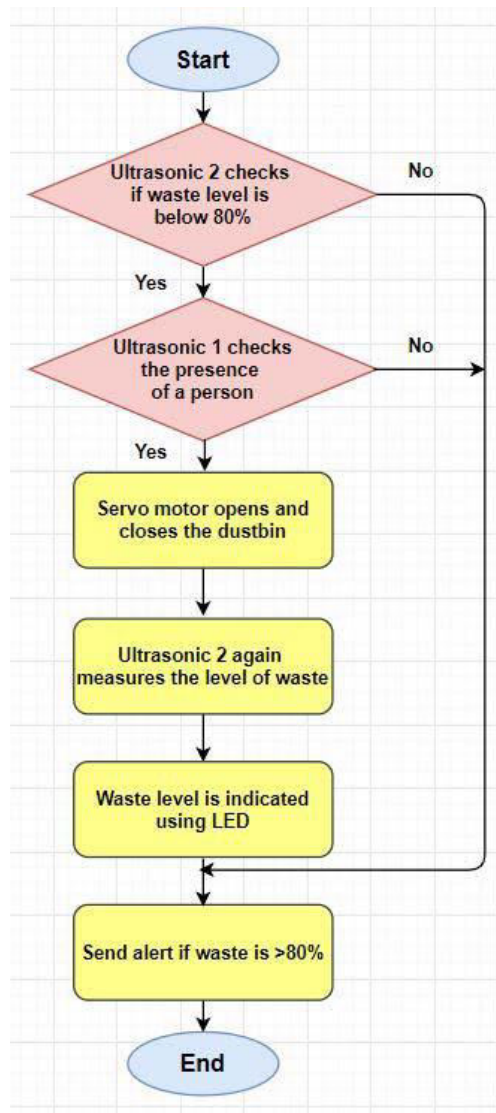 Start
Ultrasonic 2 checks
if waste level is
below 80%
No
Yes
Ultrasonic 1 checks
the presence
of a person
No
Yes
Servo motor opens and
closes the dustbin
Ultrasonic 2 again
measures the level of waste
Waste level is indicated
using LED
Send alert if waste is >80%
End